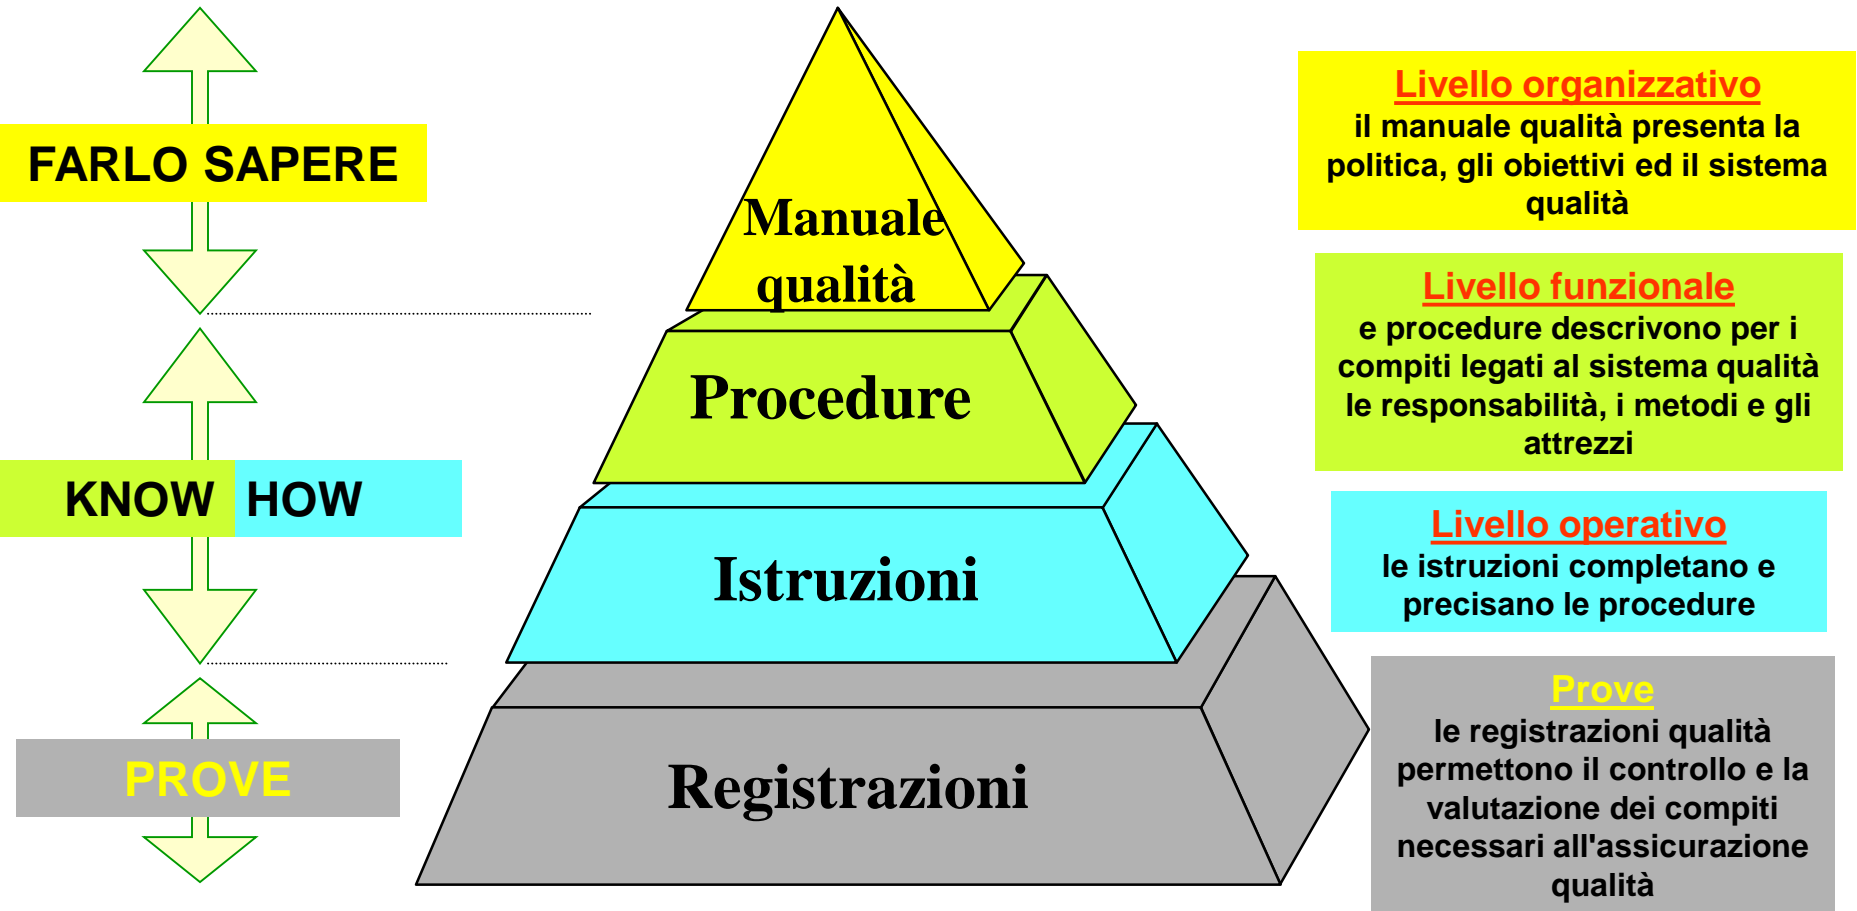 FARLO SAPERE
KNOW HOW
PROVE
Manuale
qualità
Procedure
Istruzioni
Registrazioni
Livello organizzativo
il manuale qualità presenta la
politica, gli obiettivi ed il sistema
qualità
Livello funzionale
e procedure descrivono per i
compiti legati al sistema qualità
le responsabilità, i metodi e gli
attrezzi
Livello operativo
le istruzioni completano e
precisano le procedure
Prove
le registrazioni qualità
permettono il controllo e la
valutazione dei compiti
necessari all'assicurazione
qualità